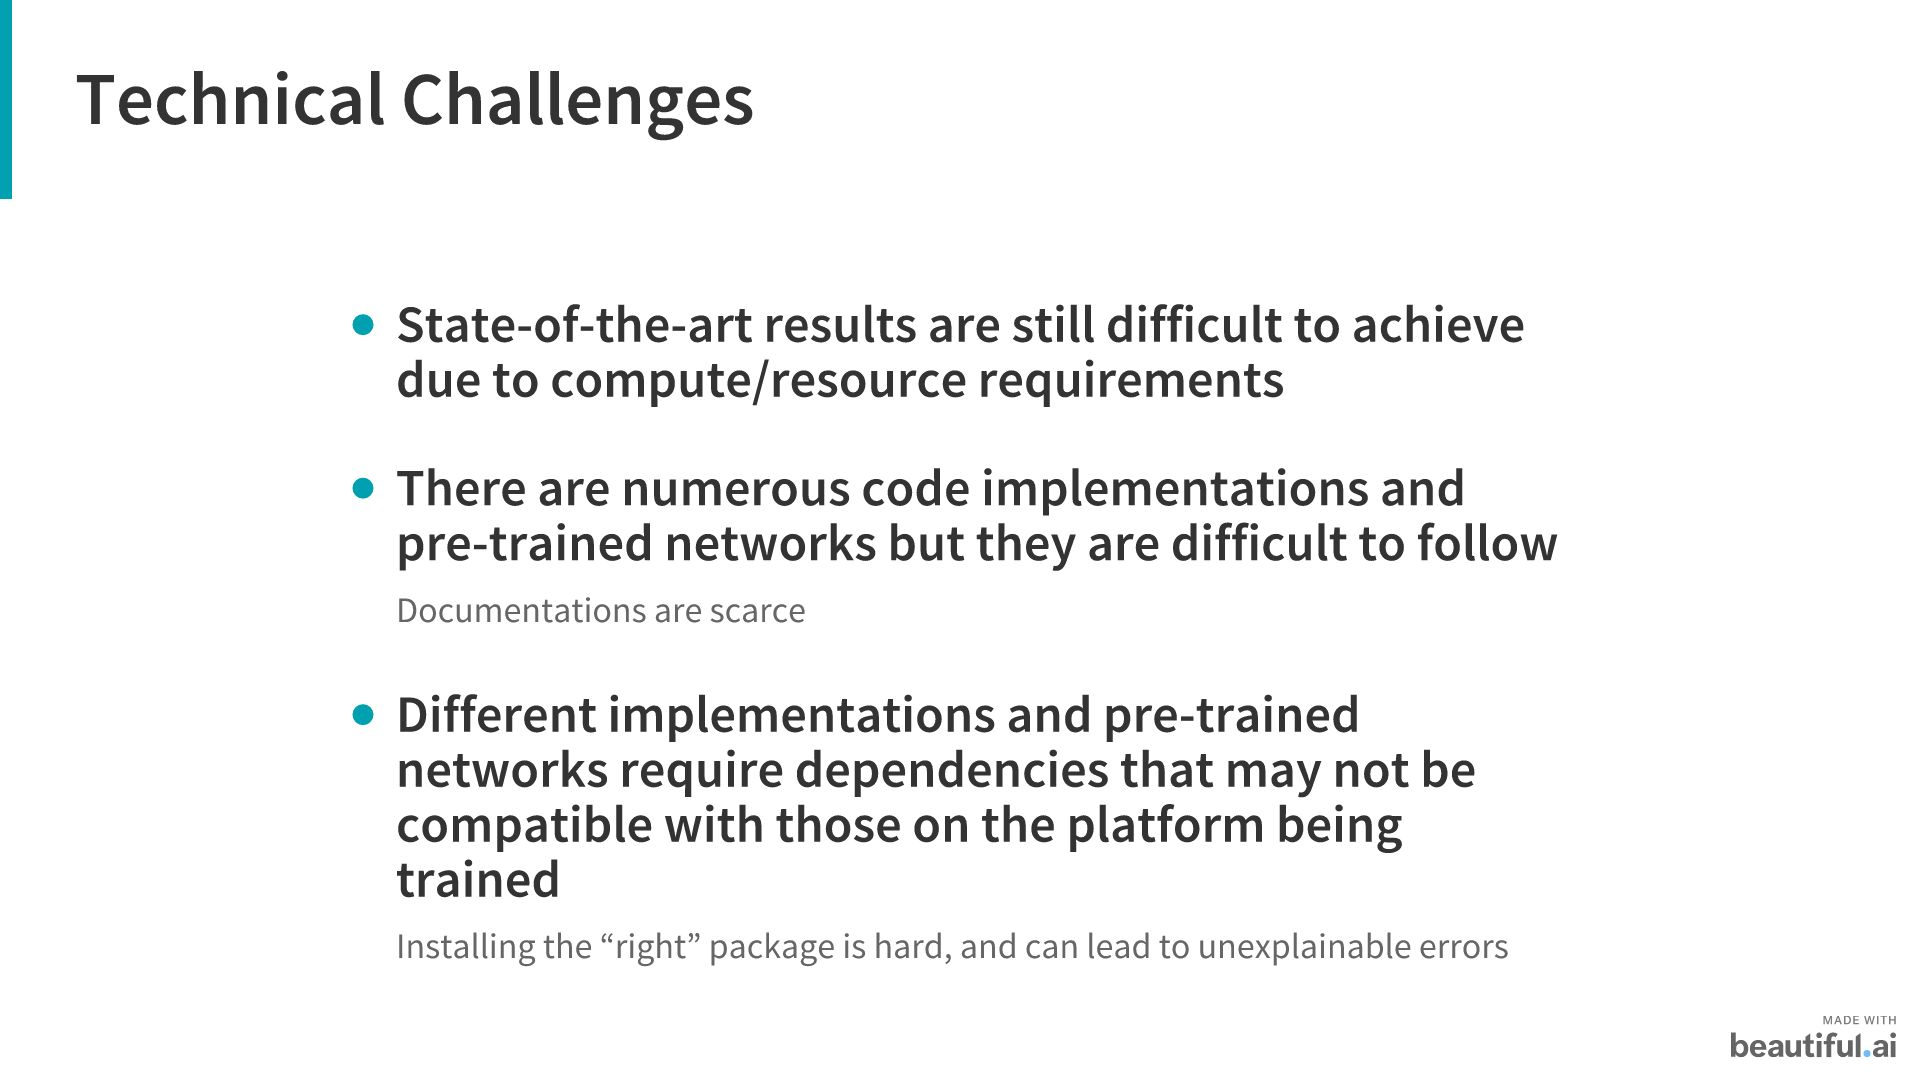 Technical Challenges
State-of-the-art results are still difficult to achieve
due to compute/resource requirements
There are numerous code implementations and
pre-trained networks but they are difficult to follow
Documentations are scarce
Different implementations and pre-trained
networks require dependencies that may not be
compatible with those on the platform being
trained
Installing the “right” package is hard, and can lead to unexplainable errors
MADE WITH
beautiful.ai